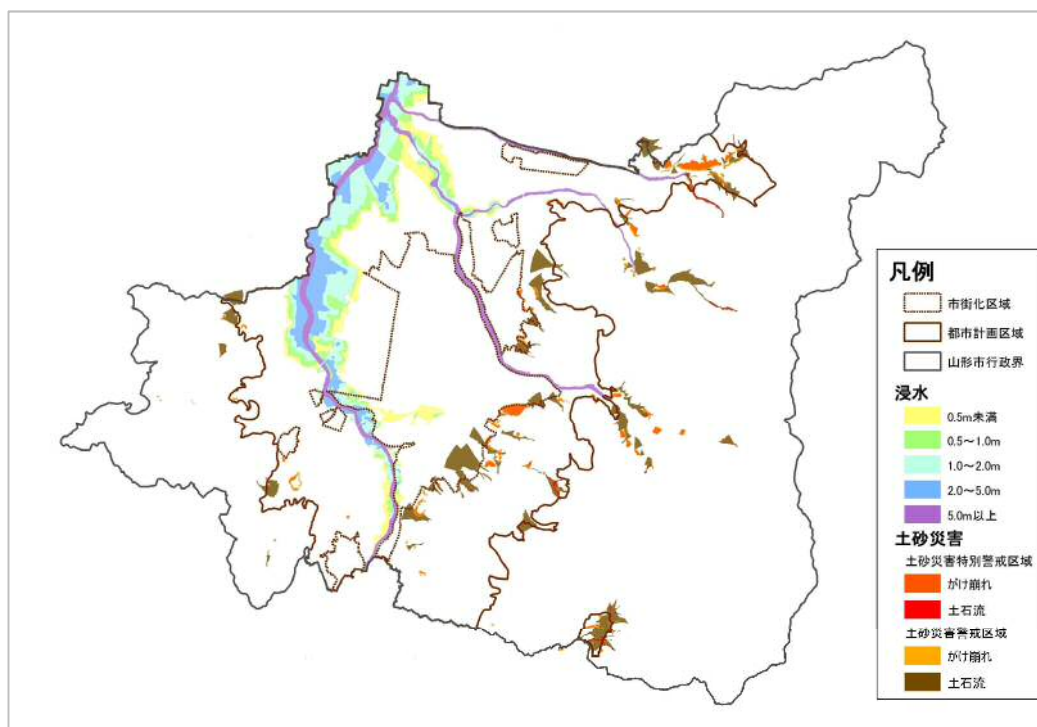 凡例
市街化区域
都市計画区域
山形市行政界
浸水
0.5m未満
0.5～1.0m
1.0～2.0m
2.0～5.0m
5.0m以上
土砂災害
土砂災害特別警戒区域
がけ崩れ
土石流
土砂災害警戒区域
がけ崩れ
土石流